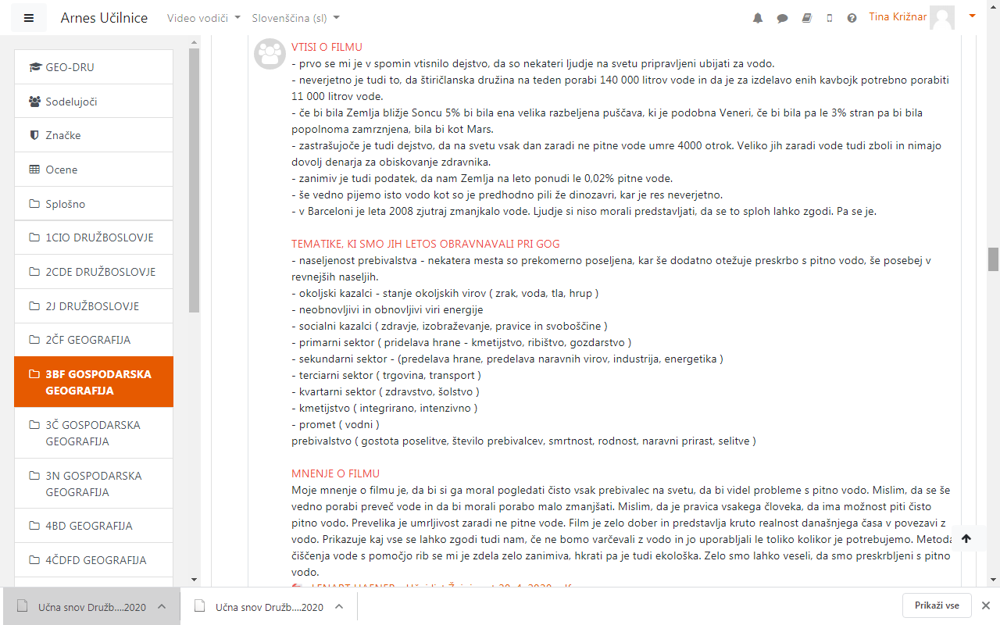 Arnes Učilnice
Video vodiči
Slovenščina (sl)
Tina Križnar
GEO-DRU
Sodelujoči
Značke
Ocene
Splošno
1CIO DRUŽBOSLOVJE
2CDE DRUŽBOSLOVJE
2J DRUŽBOSLOVJE
2ČF GEOGRAFIJA
3BF GOSPODARSKA
GEOGRAFIJA
3Č GOSPODARSKA
GEOGRAFIJA
3N GOSPODARSKA
GEOGRAFIJA
4BD GEOGRAFIJA
4ČDFD GEOGRAFIJA
VTISI O FILMU
- prvo se mi je v spomin vtisnilo dejstvo, da so nekateri ljudje na svetu pripravljeni ubijati za vodo.
- neverjetno je tudi to, da štiričlanska družina na teden porabi 140 000 litrov vode in da je za izdelavo enih kavbojk potrebno porabiti
11 000 litrov vode.
- če bi bila Zemlja bližje Soncu 5% bi bila ena velika razbeljena puščava, ki je podobna Veneri, če bi bila pa le 3% stran pa bi bila
popolnoma zamrznjena, bila bi kot Mars.
- zastrašujoče je tudi dejstvo, da na svetu vsak dan zaradi ne pitne vode umre 4000 otrok. Veliko jih zaradi vode tudi zboli in nimajo
dovolj denarja za obiskovanje zdravnika.
- zanimiv je tudi podatek, da nam Zemlja na leto ponudi le 0,02% pitne vode.
- še vedno pijemo isto vodo kot so je predhodno pili že dinozavri, kar je res neverjetno.
- v Barceloni je leta 2008 zjutraj zmanjkalo vode. Ljudje si niso morali predstavljati, da se to sploh lahko zgodi. Pa se je.
TEMATIKE, KI SMO JIH LETOS OBRAVNAVALI PRI GOG
- naseljenost prebivalstva - nekatera mesta so prekomerno poseljena, kar še dodatno otežuje preskrbo s pitno vodo, še posebej v
revnejših naseljih.
- okoljski kazalci - stanje okoljskih virov ( zrak, voda, tla, hrup )
- neobnovljivi in obnovljivi viri energije
- socialni kazalci ( zdravje, izobraževanje, pravice in svoboščine )
- primarni sektor ( pridelava hrane - kmetijstvo, ribištvo, gozdarstvo )
- sekundarni sektor - (predelava hrane, predelava naravnih virov, industrija, energetika )
- terciarni sektor ( trgovina, transport )
- kvartarni sektor ( zdravstvo, šolstvo )
- kmetijstvo ( integrirano, intenzivno )
- promet ( vodni )
prebivalstvo ( gostota poselitve, število prebivalcev, smrtnost, rodnost, naravni prirast, selitve )
MNENJE O FILMU
Moje mnenje o filmu je, da bi si ga moral pogledati čisto vsak prebivalec na svetu, da bi videl probleme s pitno vodo. Mislim, da se še
vedno porabi preveč vode in da bi morali porabo malo zmanjšati. Mislim, da je pravica vsakega človeka, da ima možnost piti čisto
pitno vodo. Prevelika je umrljivost zaradi ne pitne vode. Film je zelo dober in predstavlja kruto realnost današnjega časa v povezavi z
vodo. Prikazuje kaj vse se lahko zgodi tudi nam, če ne bomo varčevali z vodo in jo uporabljali le toliko kolikor je potrebujemo. Metoda
čiščenja vode s pomočjo rib se mi je zdela zelo zanimiva, hkrati pa je tudi ekološka. Zelo smo lahko veseli, da smo preskrbljeni s pitno
vodo.
Učna snov Družb....2020
Učna snov Družb....2020
Prikaži vse